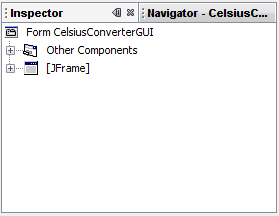 Inspector Navigator - CelsiusC...
Form CelsiusConverterGUI
Other Components
[JFrame]